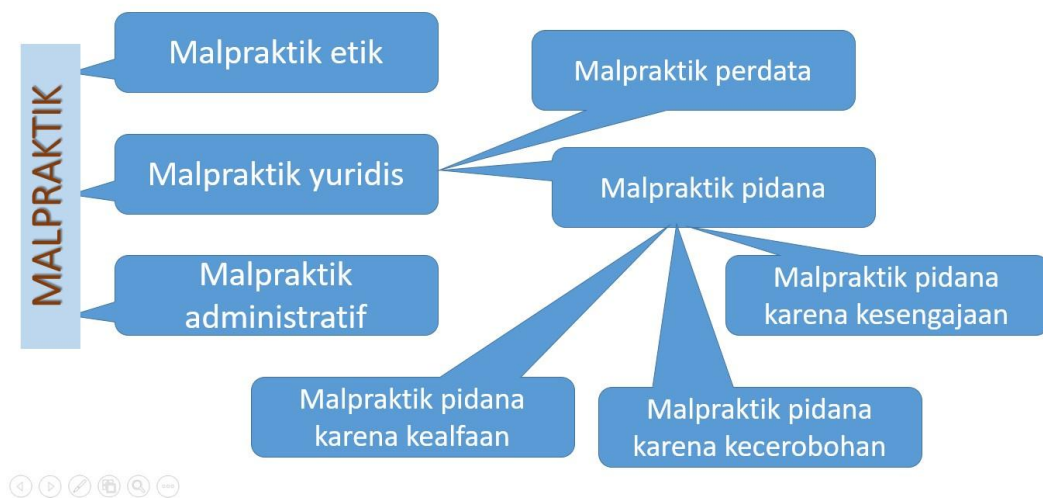 MALPRAKTIK
Malpraktik etik
Malpraktik yuridis
Malpraktik
administratif
Malpraktik perdata
Malpraktik pidana
Malpraktik pidana
karena kesengajaan
Malpraktik pidana
karena kealfaan
Malpraktik pidana
karena kecerobohan